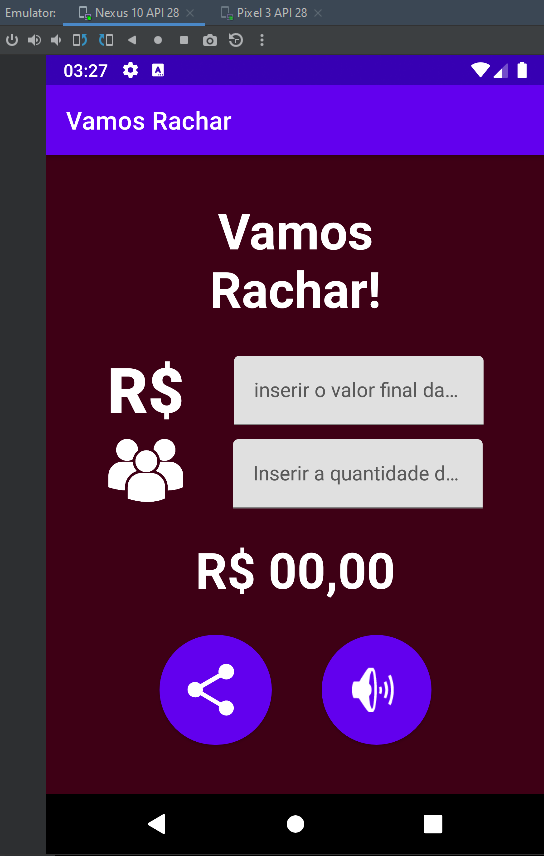 Emulator: Nexus 10 API 28 Pixel 3 API 28
03:27 A
Vamos Rachar
Vamos
Rachar!
R$ inserir o valor final da...
Inserir a quantidade d...
R$ 00,00